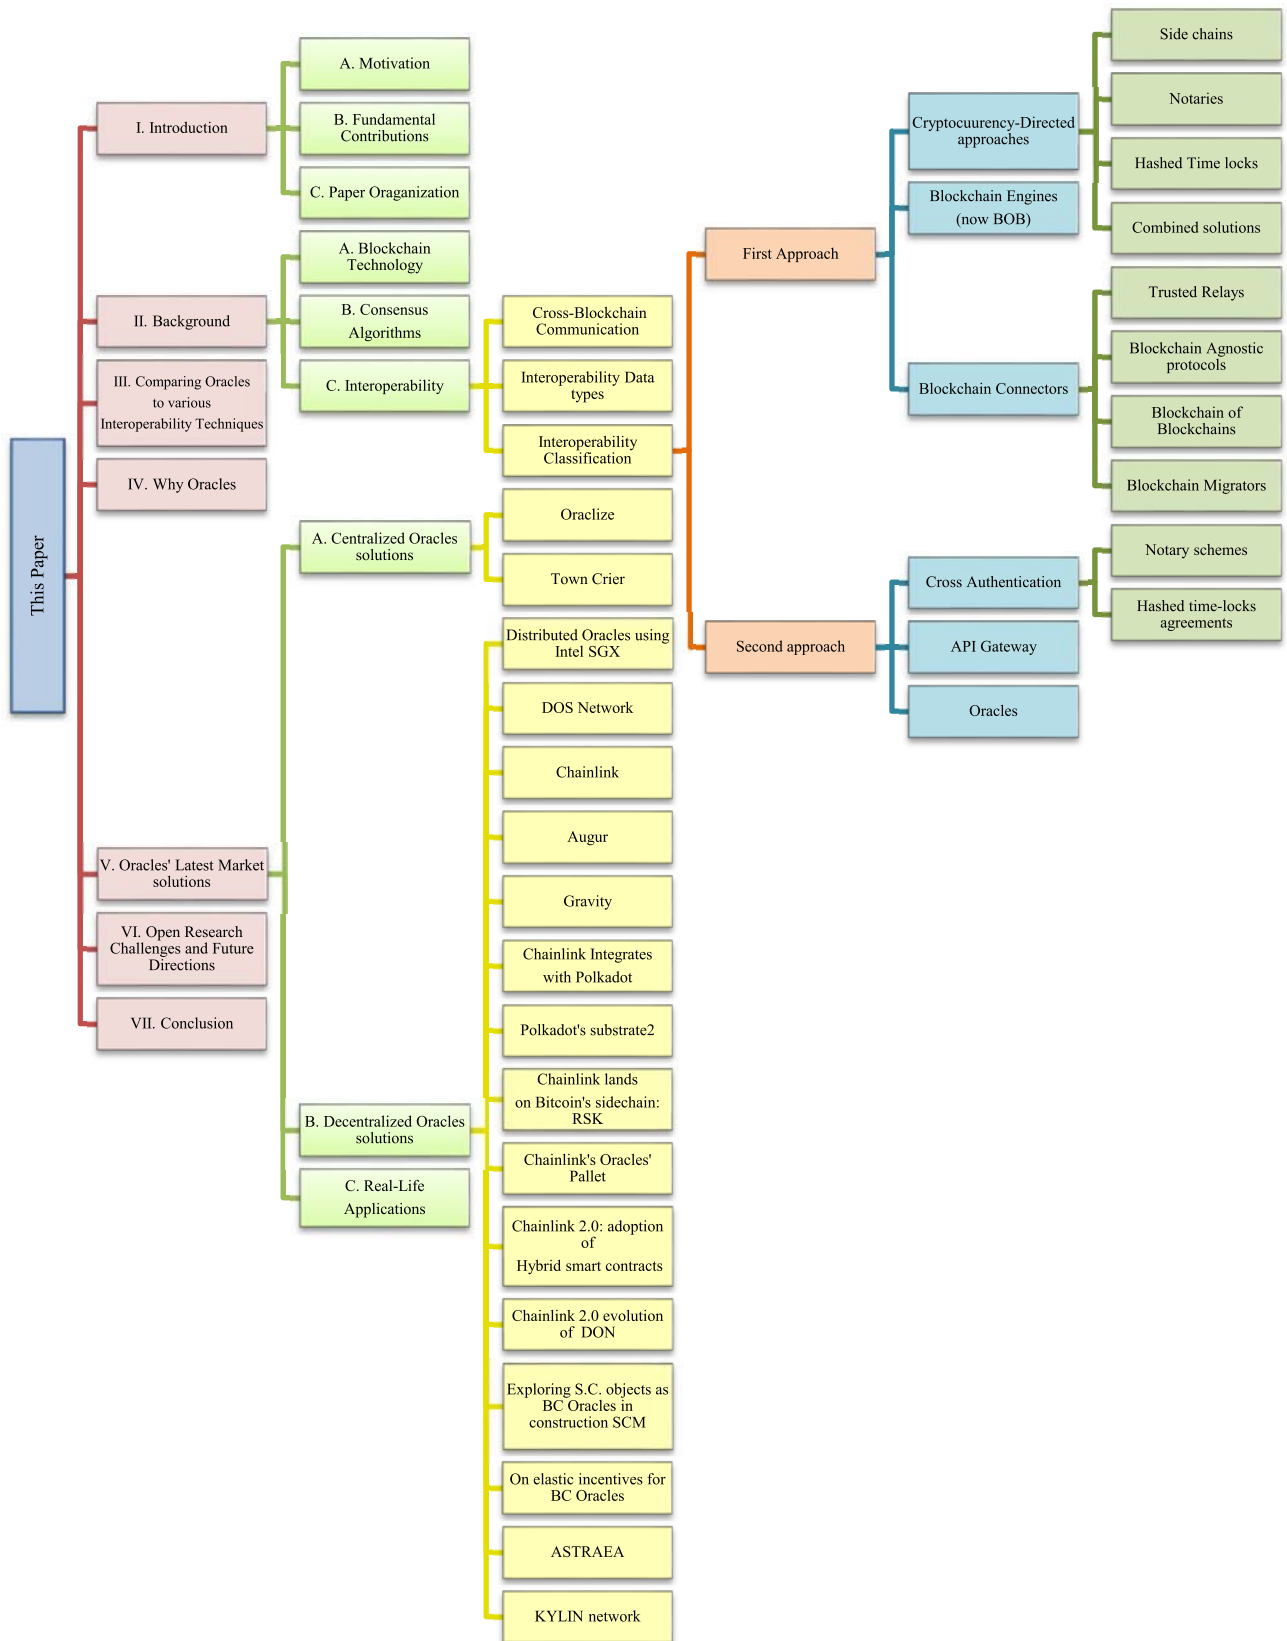 This Paper
I. Introduction
A. Motivation
B. Fundamental
Contributions
C. Paper Oraganization
II. Background
A. Blockchain
Technology
B. Consensus
Algorithms
C. Interoperability
Cross-Blockchain
Communication
Interoperability Data
types
Interoperability
Classification
First Approach
Cryptocuurency-Directed
approaches
Side chains
Notaries
Hashed Time locks
Combined solutions
Blockchain Engines
(now BOB)
Blockchain Connectors
Trusted Relays
Blockchain Agnostic
protocols
Blockchain of
Blockchains
Blockchain Migrators
Second approach
Cross Authentication
Notary schemes
Hashed time-locks
agreements
API Gateway
Oracles
III. Comparing Oracles
to various
Interoperability Techniques
IV. Why Oracles
V. Oracles' Latest Market
solutions
A. Centralized Oracles
solutions
Oraclize
Town Crier
B. Decentralized Oracles
solutions
Distributed Oracles using
Intel SGX
DOS Network
Chainlink
Augur
Gravity
Chainlink Integrates
with Polkadot
Polkadot's substrate2
Chainlink lands
on Bitcoin's sidechain:
RSK
Chainlink's Oracles'
Pallet
Chainlink 2.0: adoption
of
Hybrid smart contracts
Chainlink 2.0 evolution
of DON
Exploring S.C. objects as
BC Oracles in
construction SCM
On elastic incentives for
BC Oracles
ASTRAEA
KYLIN network
C. Real-Life
Applications
VI. Open Research
Challenges and Future
Directions
VII. Conclusion